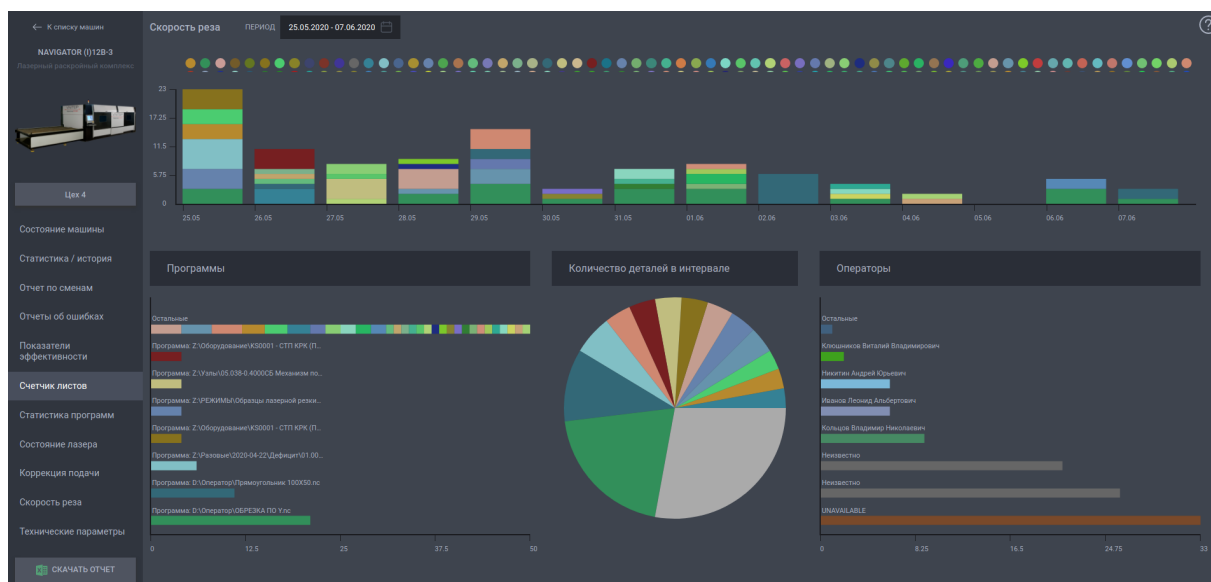 ← К списку машин
NAVIGATOR (I)12В-3
Лазерный раскройный комплекс
Цех 4
Состояние машины
Статистика / история
Отчет по сменам
Отчеты об ошибках
Показатели
эффективности
Счетчик листов
Статистика программ
Состояние лазера
Коррекция подачи
Скорость реза
Технические параметры
СКАЧАТЬ ОТЧЕТ
Скорость реза ПЕРИОД 25.05.2020 - 07.06.2020
?
23
17.25
11.5
5.75
0
25.05 26.05 27.05 28.05 29.05 30.05 31.05 01.06 02.06 03.06 04.06 05.06 06.06 07.06
Программы
Остальные
Программа: Z:\Оборудование\KS0001 - СТП КРК (П...
Программа: Z:\Узлы\05.038-0.4000СБ Механизм по...
Программа: Z:\РЕЖИМЫ\Образцы лазерной резки...
Программа: Z:\Оборудование\KS0001 - СТП КРК (П...
Программа: Z:\Разовые\2020-04-22\Дефицит\01.00...
Программа: D:\Оператор\Прямоугольник 100X50.nc
Программа: D:\Оператор\ОБРЕЗКА ПО Y.nc
0 12.5 25 37.5 50
Количество деталей в интервале
Операторы
Остальные
Клюшников Виталий Владимирович
Никитин Андрей Юрьевич
Иванов Леонид Альбертович
Кольцов Владимир Николаевич
Неизвестно
Неизвестно
UNAVAILABLE
0 8.25 16.5 24.75 33